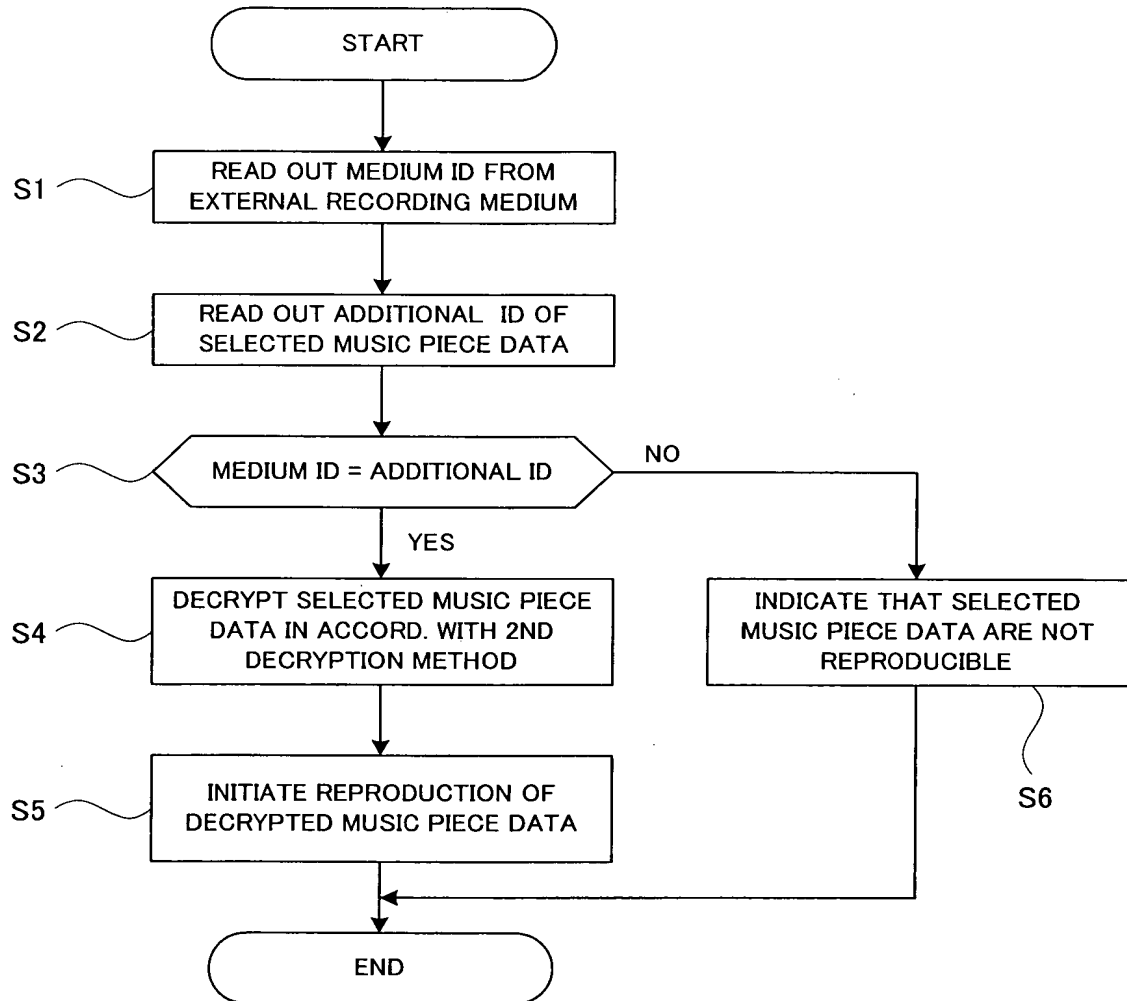 START
S1
READ OUT MEDIUM ID FROM
EXTERNAL RECORDING MEDIUM
S2
READ OUT ADDITIONAL ID OF
SELECTED MUSIC PIECE DATA
S3
MEDIUM ID = ADDITIONAL ID
NO
YES
S4
DECRYPT SELECTED MUSIC PIECE
DATA IN ACCORD. WITH 2ND
DECRYPTION METHOD
INDICATE THAT SELECTED
MUSIC PIECE DATA ARE NOT
REPRODUCIBLE
S6
S5
INITIATE REPRODUCTION OF
DECRYPTED MUSIC PIECE DATA
END